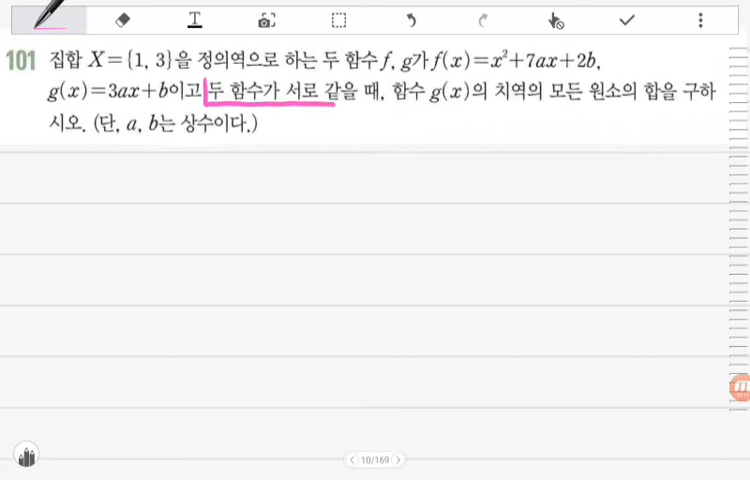 T
101 집합 X={1, 3}을 정의역으로 하는 두 함수 f, g가 f(x)=x²+7ax+2b,
g(x)=3ax+b이고 두 함수가 서로 같을 때, 함수 g(x)의 치역의 모든 원소의 합을 구하
시오. (단, a, b는 상수이다.)
< 10/169 >